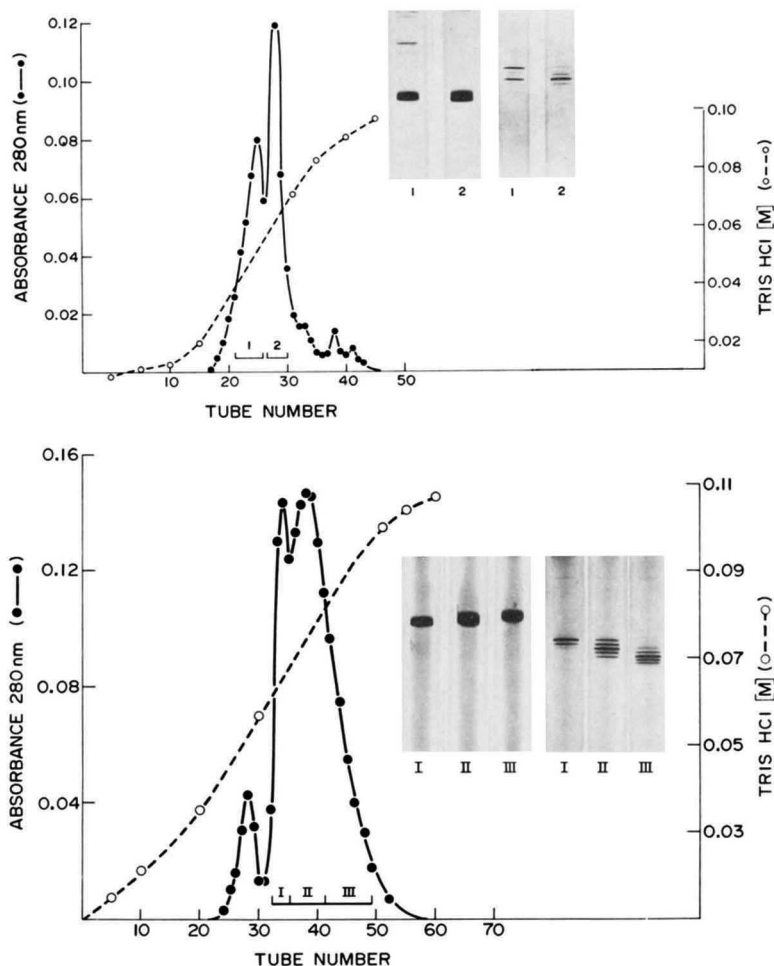 0.12
0.10
0.08
0.06
0.04
0.02
ABSORBANCE 280nm (●—●)
1 2
10 20 30 40 50
TUBE NUMBER
1 2
1 2
0.10
0.08
0.06
0.04
0.02
TRIS HCl [M] (o--o)
0.16
0.12
0.08
0.04
ABSORBANCE 280nm (●—●)
I II III
10 20 30 40 50 60 70
TUBE NUMBER
I II III
I II III
0.11
0.09
0.07
0.05
0.03
TRIS HCl [M] (o--o)